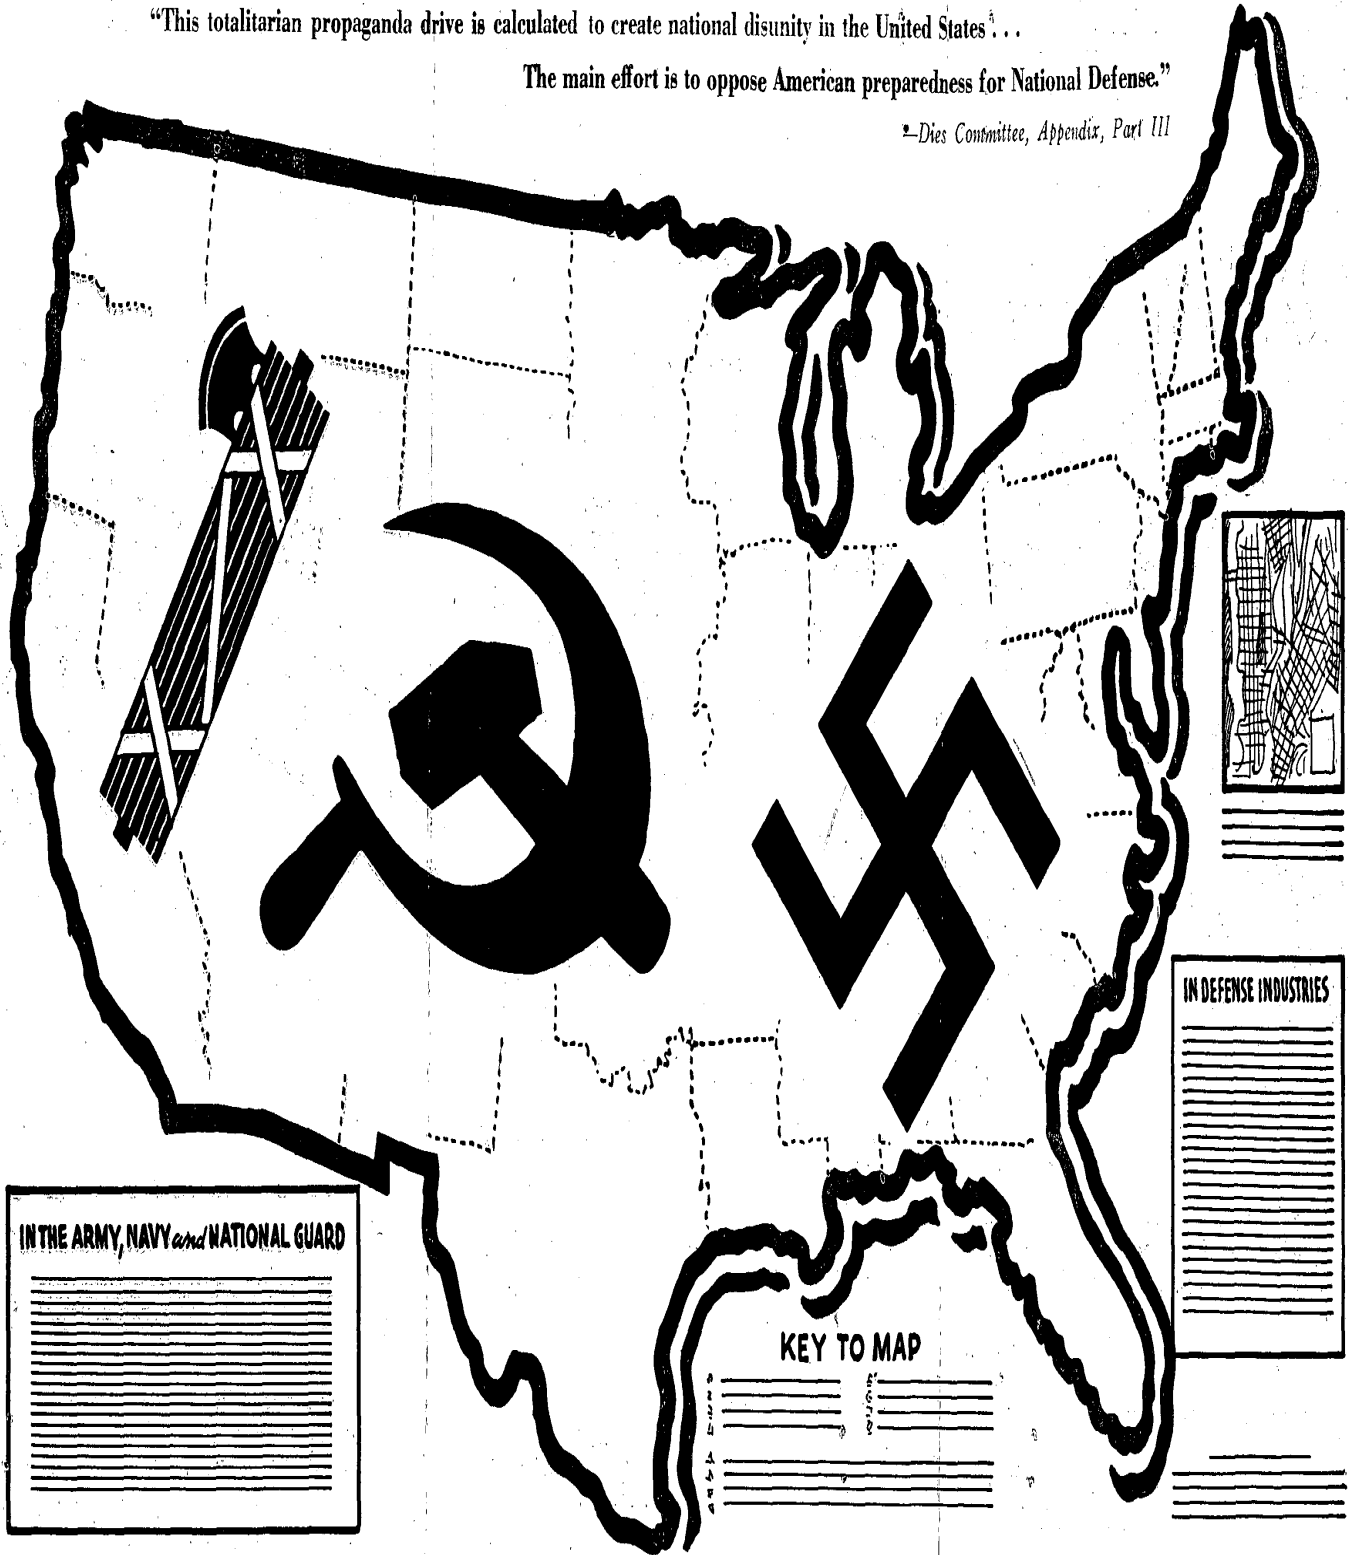 “This totalitarian propaganda drive is calculated to create national disunity in the United States . . .
The main effort is to oppose American preparedness for National Defense.”
—Dies Committee, Appendix, Part III
IN DEFENSE INDUSTRIES
IN THE ARMY, NAVY and NATIONAL GUARD
KEY TO MAP